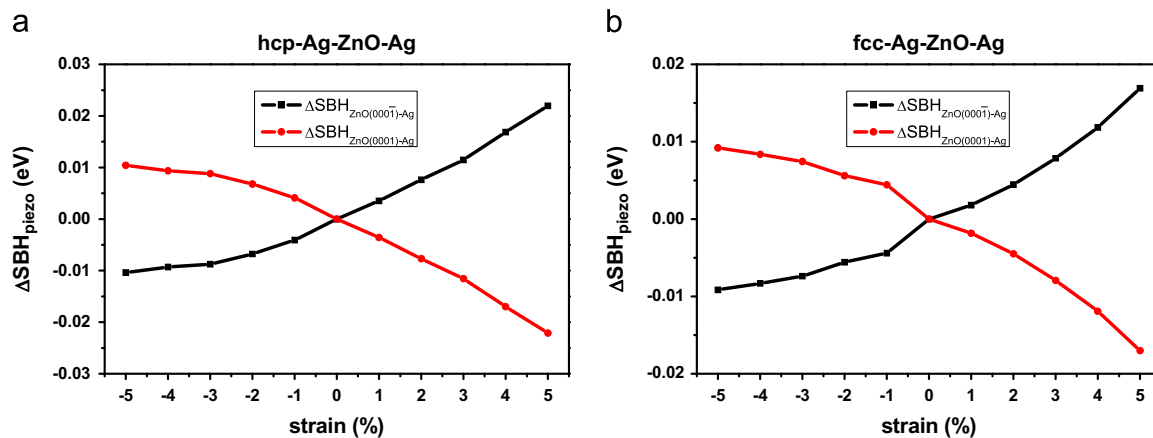 a
hcp-Ag-ZnO-Ag
0.03
0.02
0.01
0.00
-0.01
-0.02
-0.03
ΔSBHpiezo (eV)
ΔSBHZnO(0001̅)-Ag
ΔSBHZnO(0001)-Ag
-5 -4 -3 -2 -1 0 1 2 3 4 5
strain (%)
b
fcc-Ag-ZnO-Ag
0.02
0.01
0.00
-0.01
-0.02
ΔSBHpiezo (eV)
ΔSBHZnO(0001̅)-Ag
ΔSBHZnO(0001)-Ag
-5 -4 -3 -2 -1 0 1 2 3 4 5
strain (%)